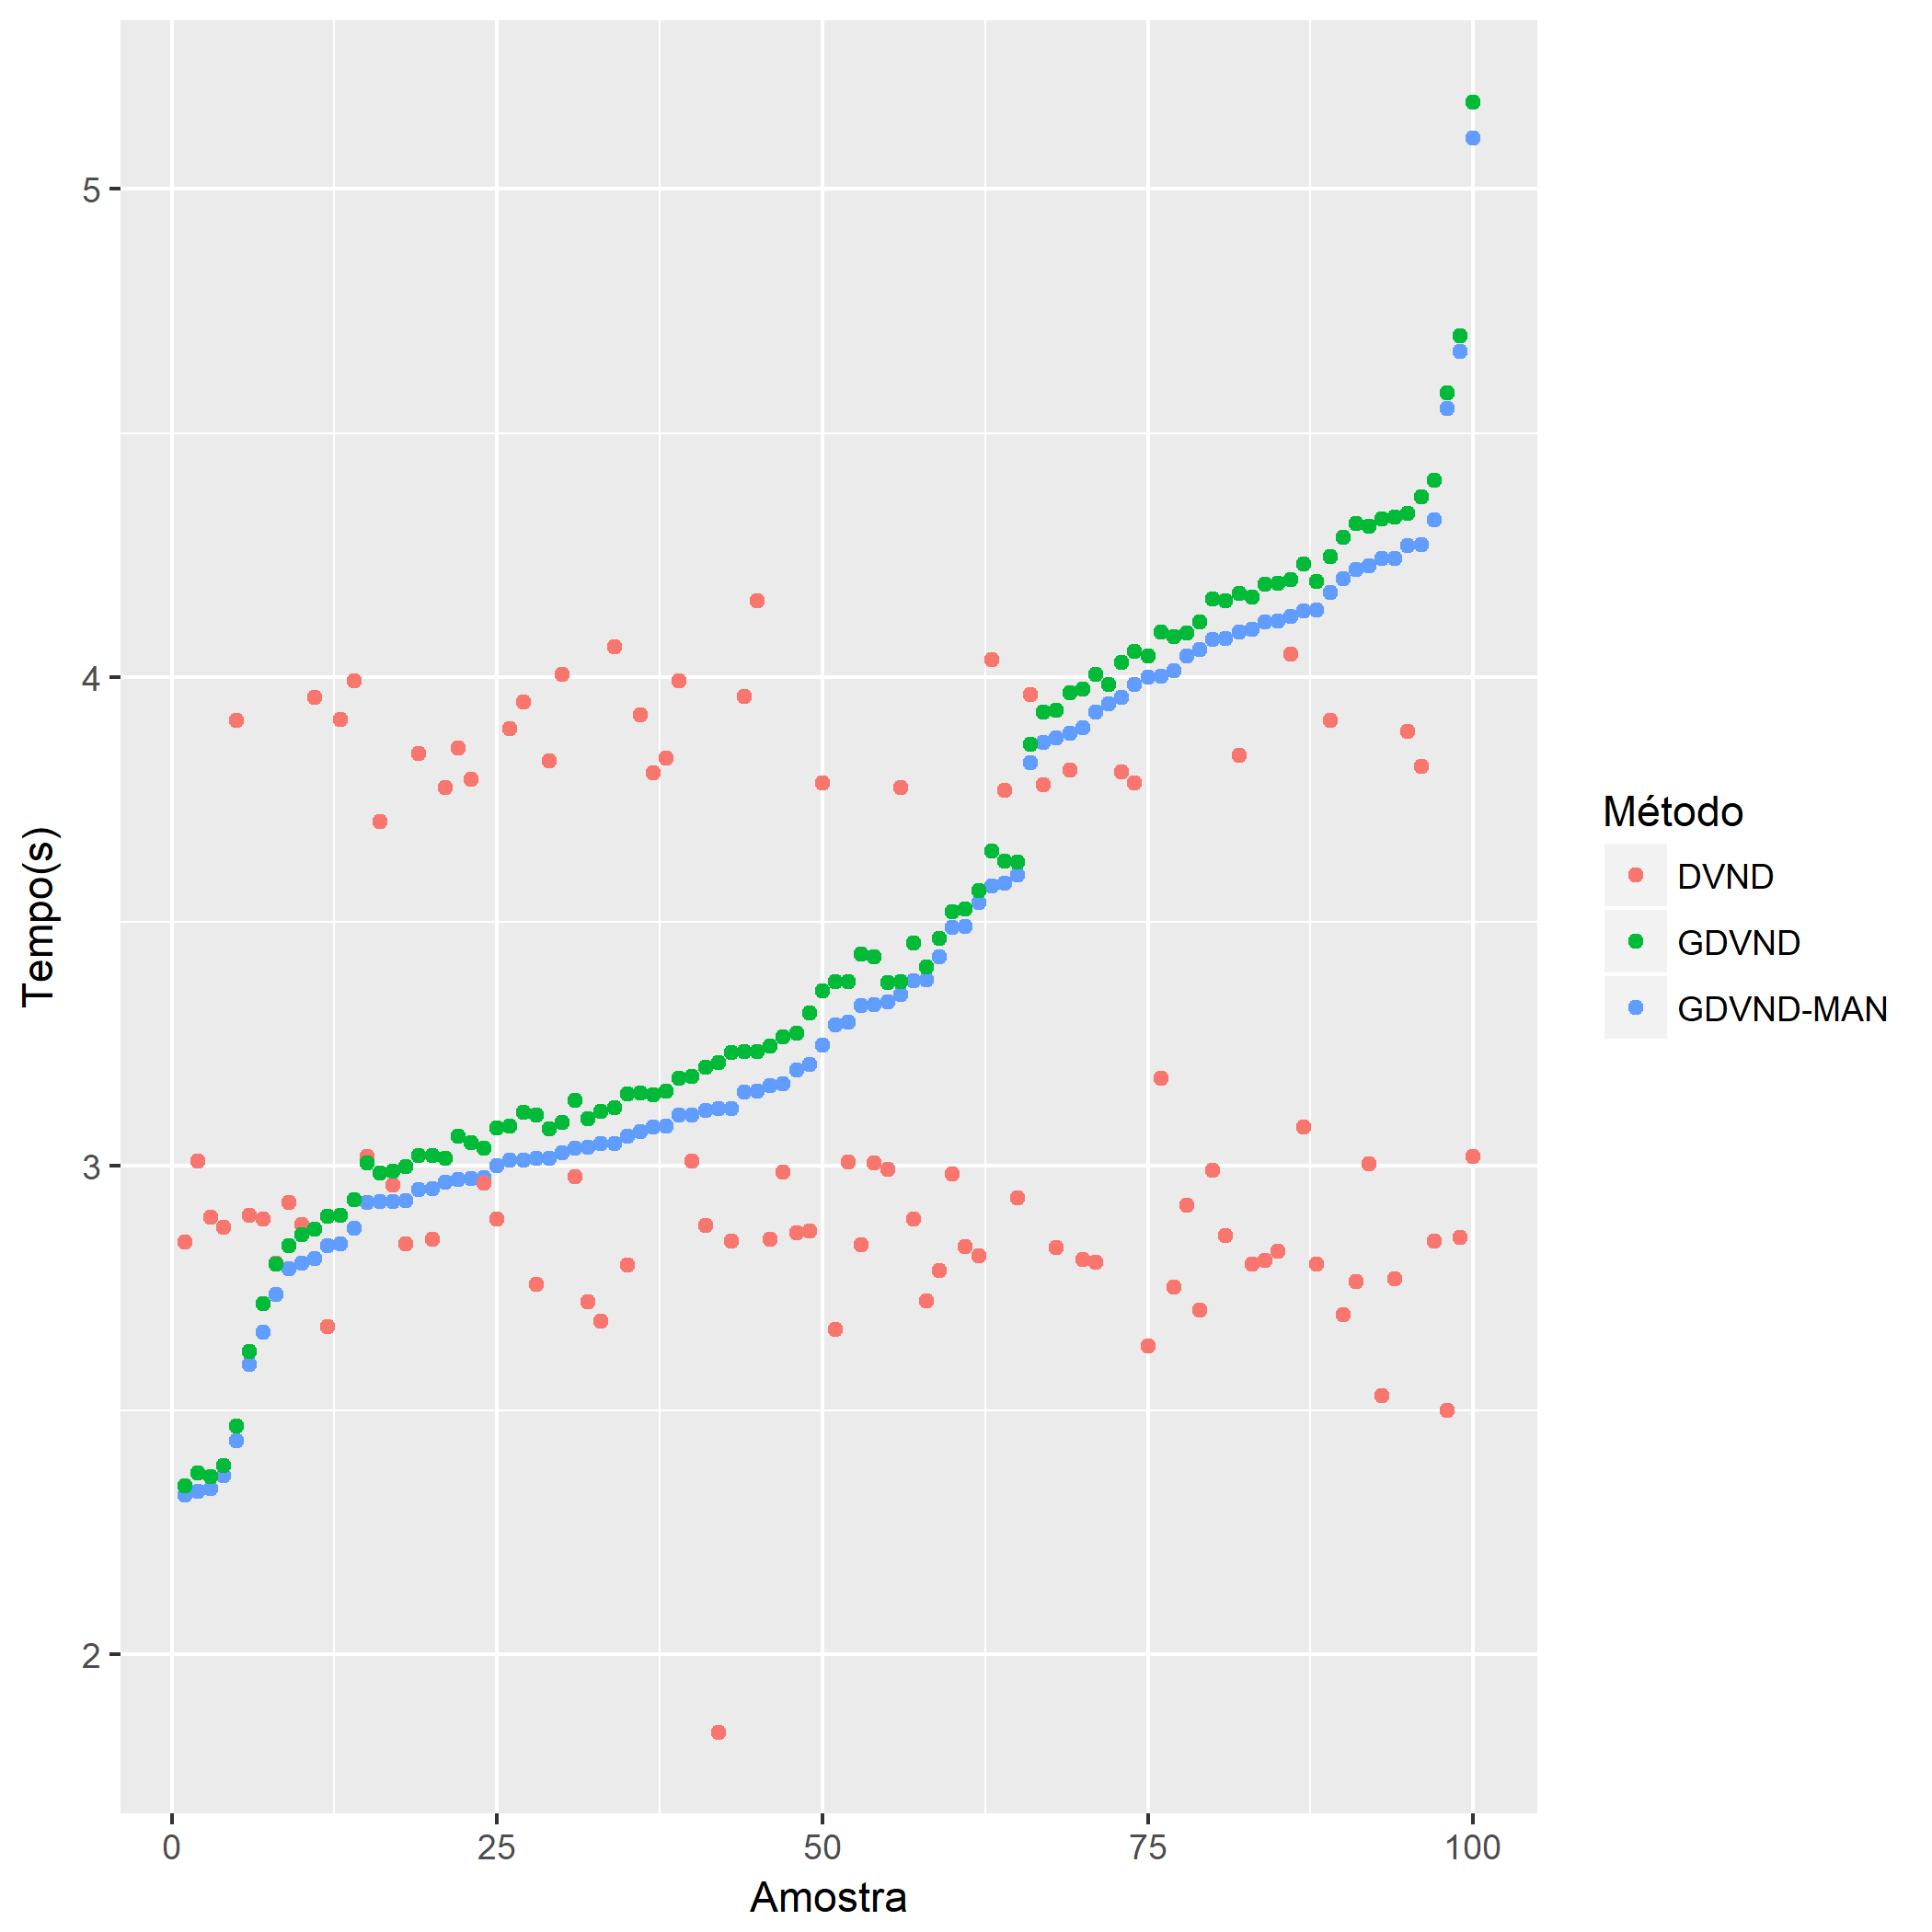 5
4
3
2
Tempo(s)
0 25 50 75 100
Amostra
Método
DVND
GDVND
GDVND-MAN